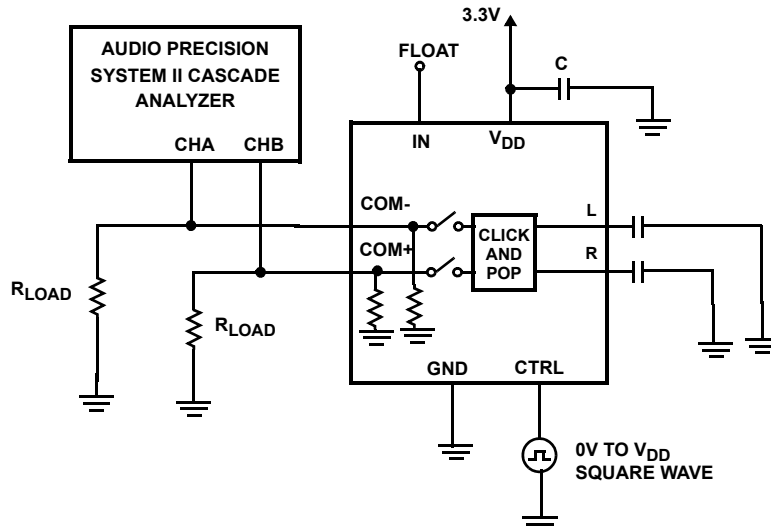 AUDIO PRECISION
SYSTEM II CASCADE
ANALYZER
CHA
CHB
3.3V
FLOAT
C
IN
VDD
COM-
COM+
CLICK
AND
POP
L
R
RLOAD
RLOAD
GND
CTRL
0V TO VDD
SQUARE WAVE